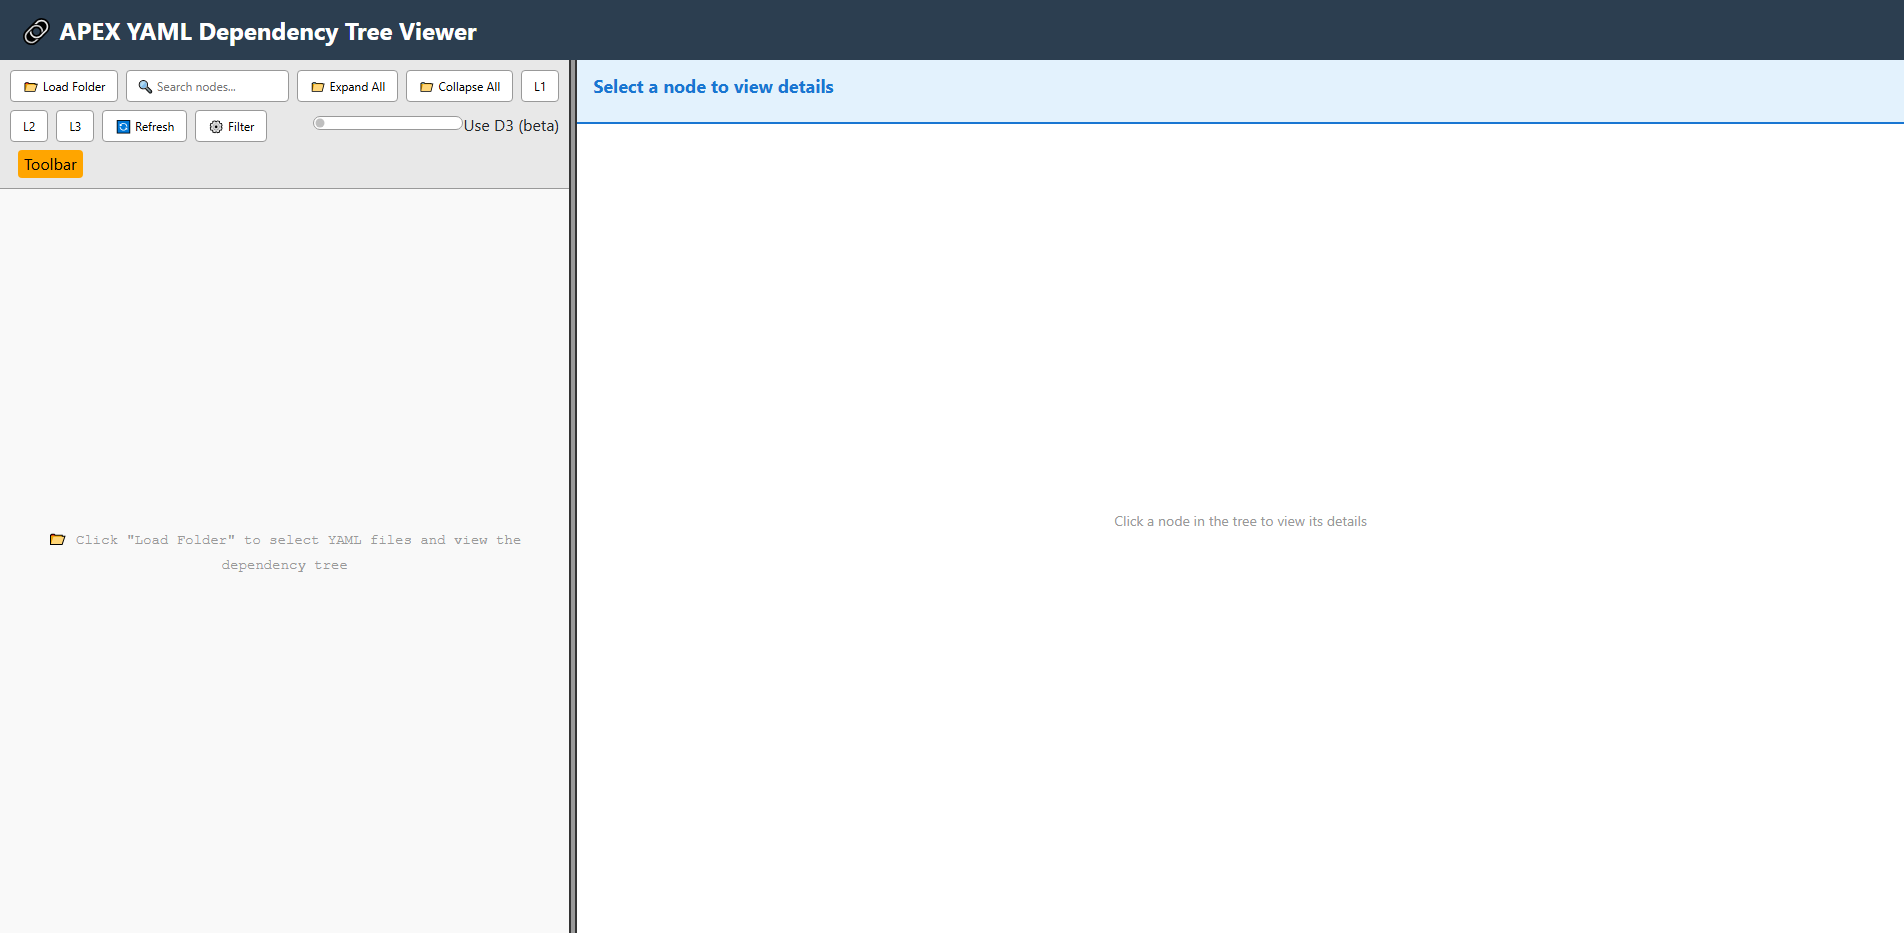 APEX YAML Dependency Tree Viewer
Load Folder
Search nodes...
Expand All
Collapse All
L1
L2
L3
Refresh
Filter
Use D3 (beta)
Toolbar
Click "Load Folder" to select YAML files and view the
dependency tree
Select a node to view details
Click a node in the tree to view its details